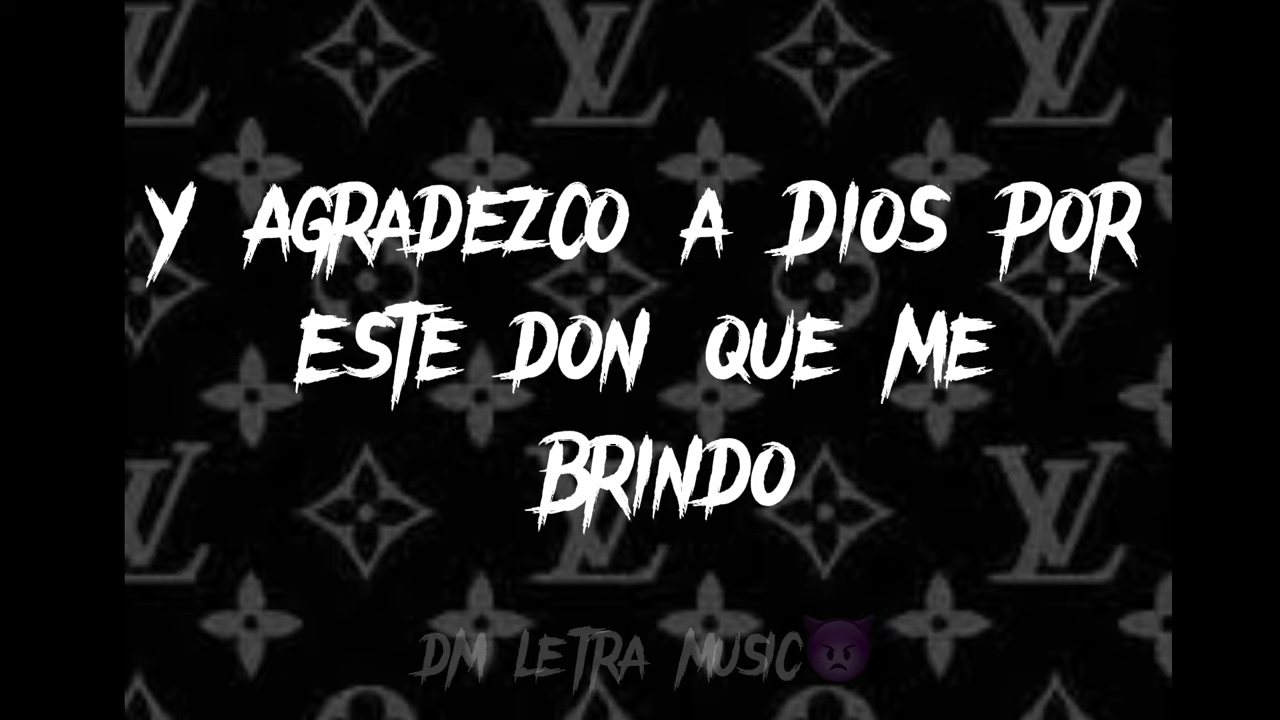 Y AGRADEZCO A DIOS POR
ESTE DON QUE ME
BRINDO
DM LETRA MUSIC😈